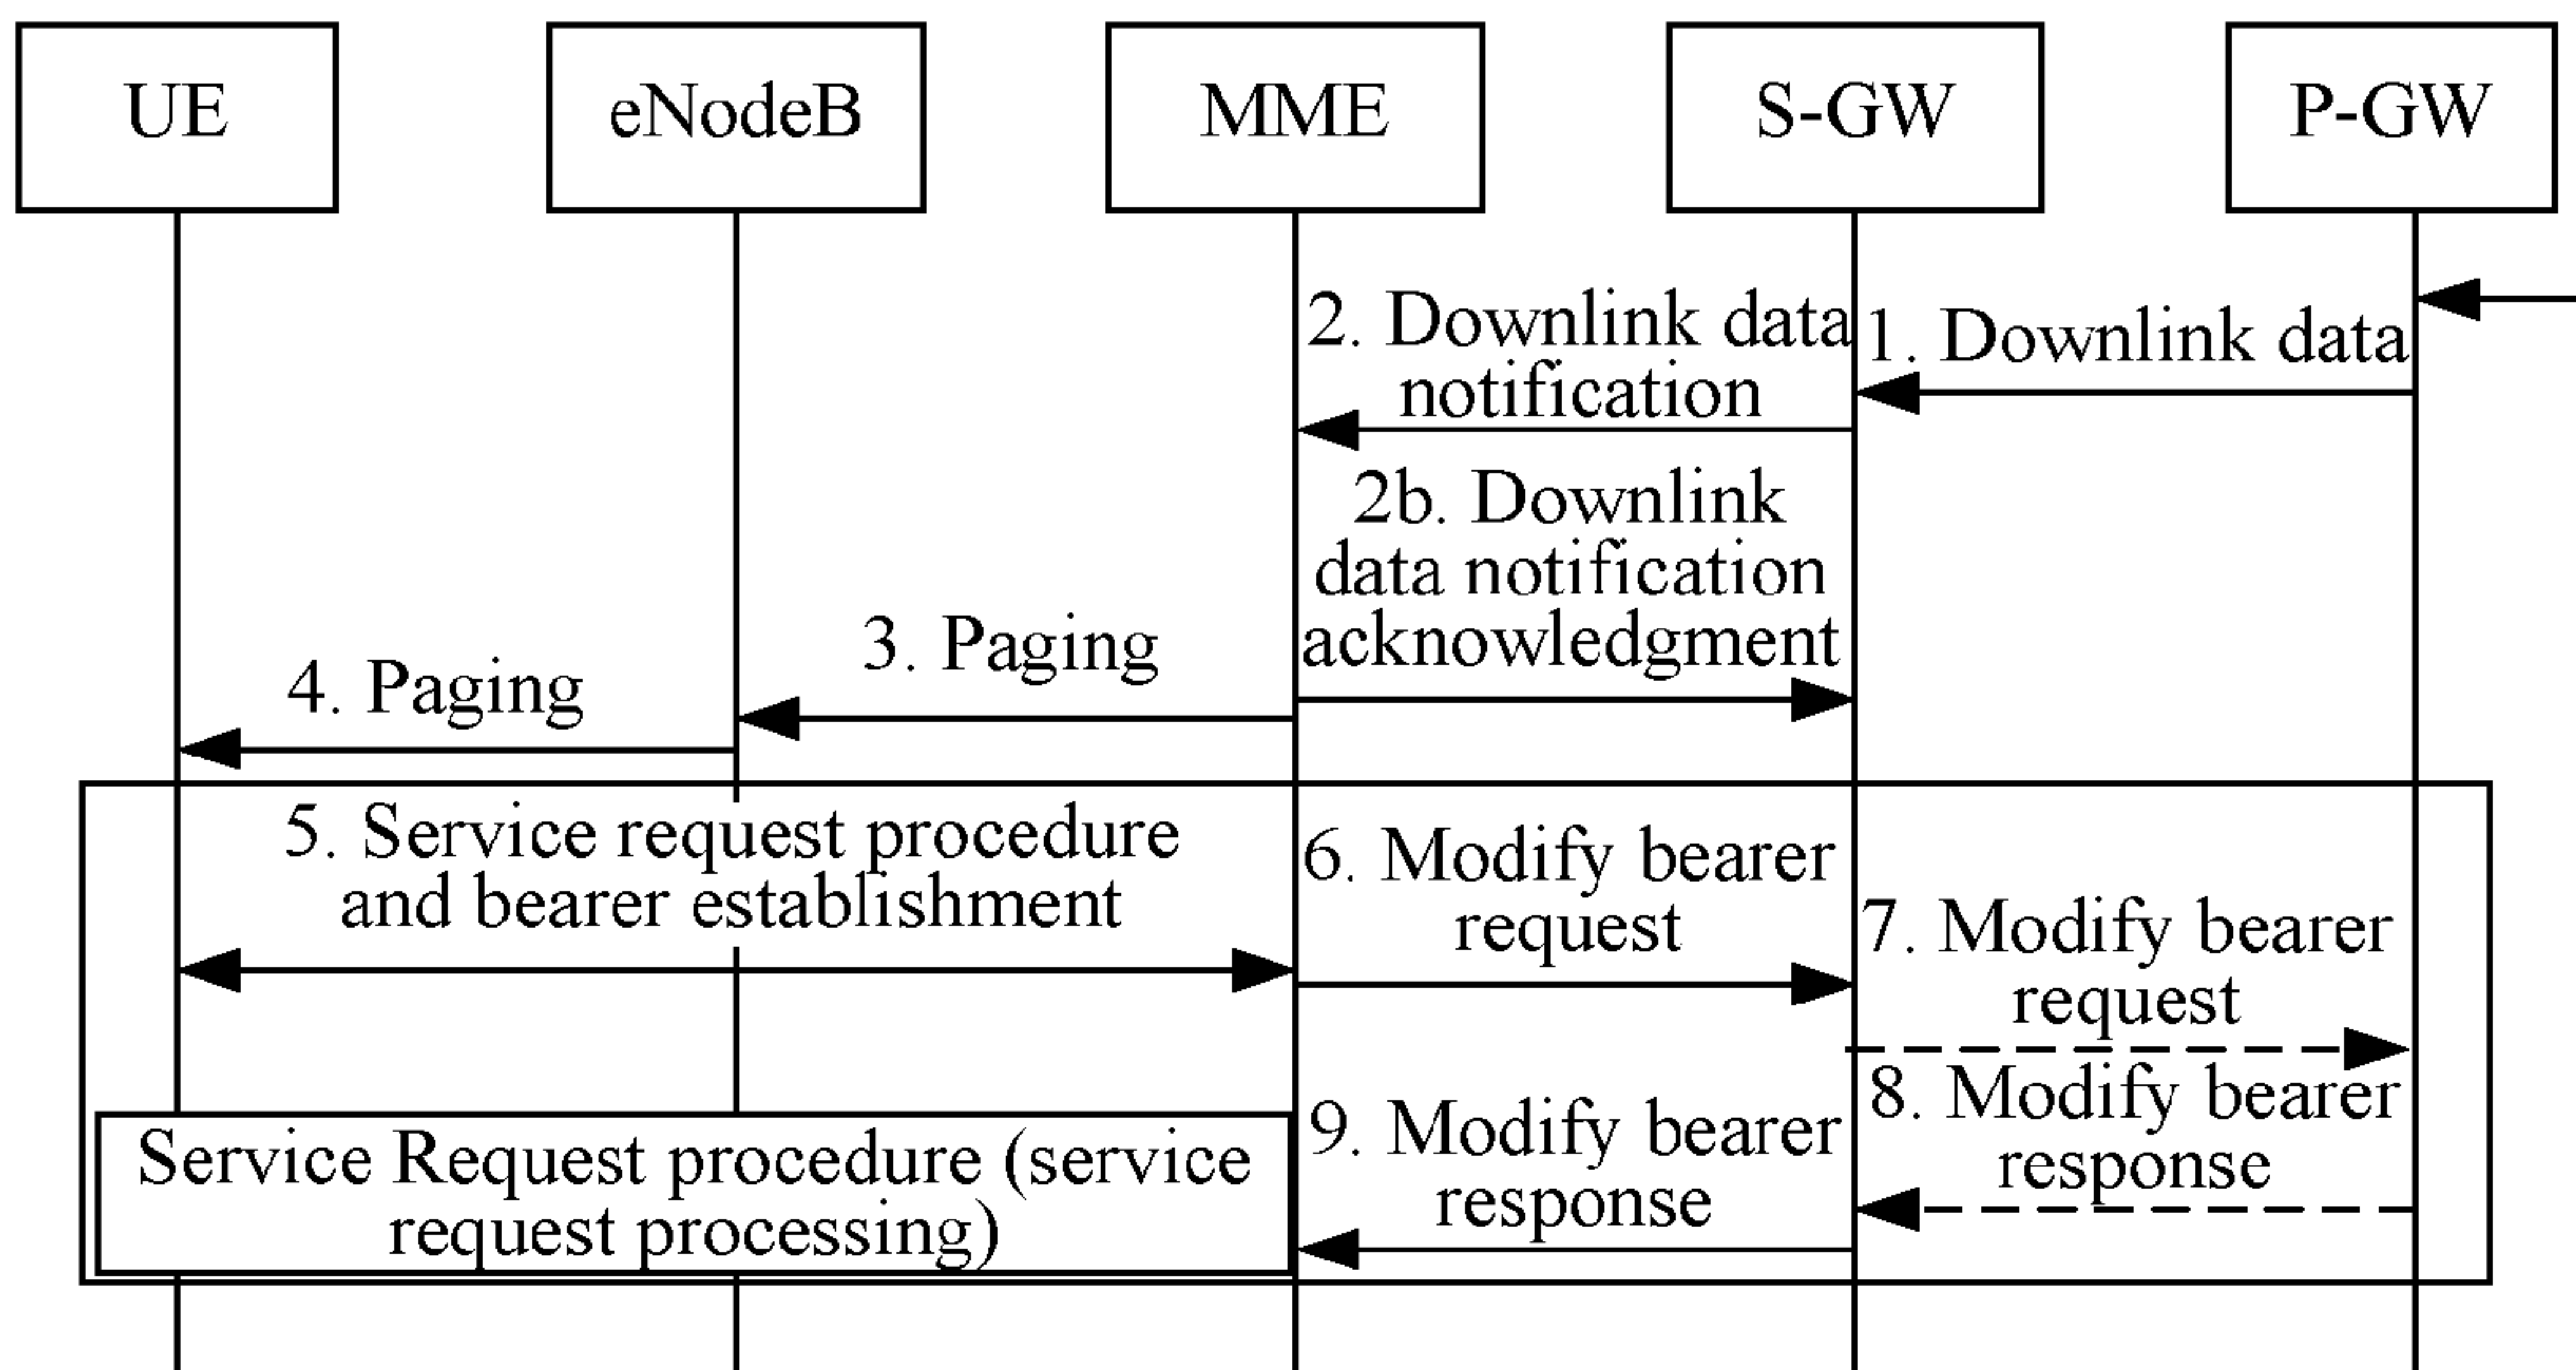 UE
eNodeB
MME
S-GW
P-GW
2. Downlink data
notification
1. Downlink data
2b. Downlink
data notification
acknowledgment
3. Paging
4. Paging
5. Service request procedure
and bearer establishment
6. Modify bearer
request
7. Modify bearer
request
8. Modify bearer
response
9. Modify bearer
response
Service Request procedure (service
request processing)